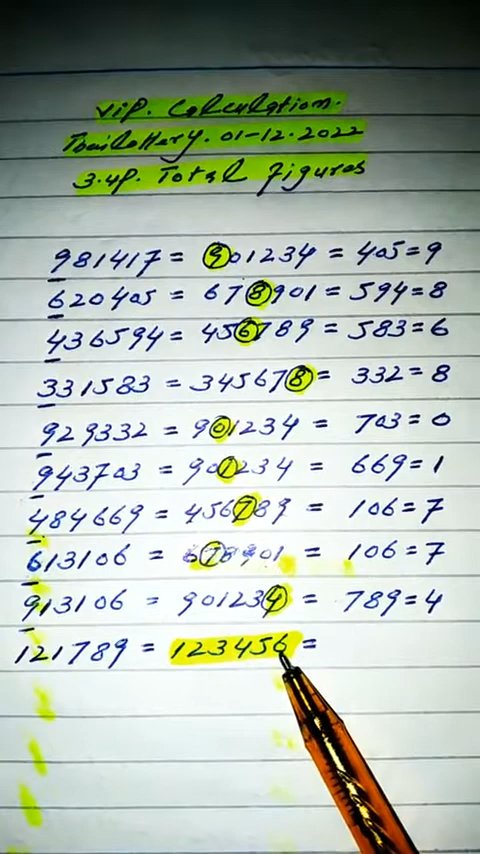 VIP. Calculation.
Thailottery. 01-12-2022
3.up. Total figures
981417 = 901234 = 405=9
620405 = 678901 = 594=8
436594 = 456789 = 583=6
331583 = 345678 = 332=8
929332 = 901234 = 703=0
943703 = 901234 = 669=1
484669 = 456789 = 106=7
613106 = 678901 = 106=7
913106 = 901234 = 789=4
121789 = 123456 =